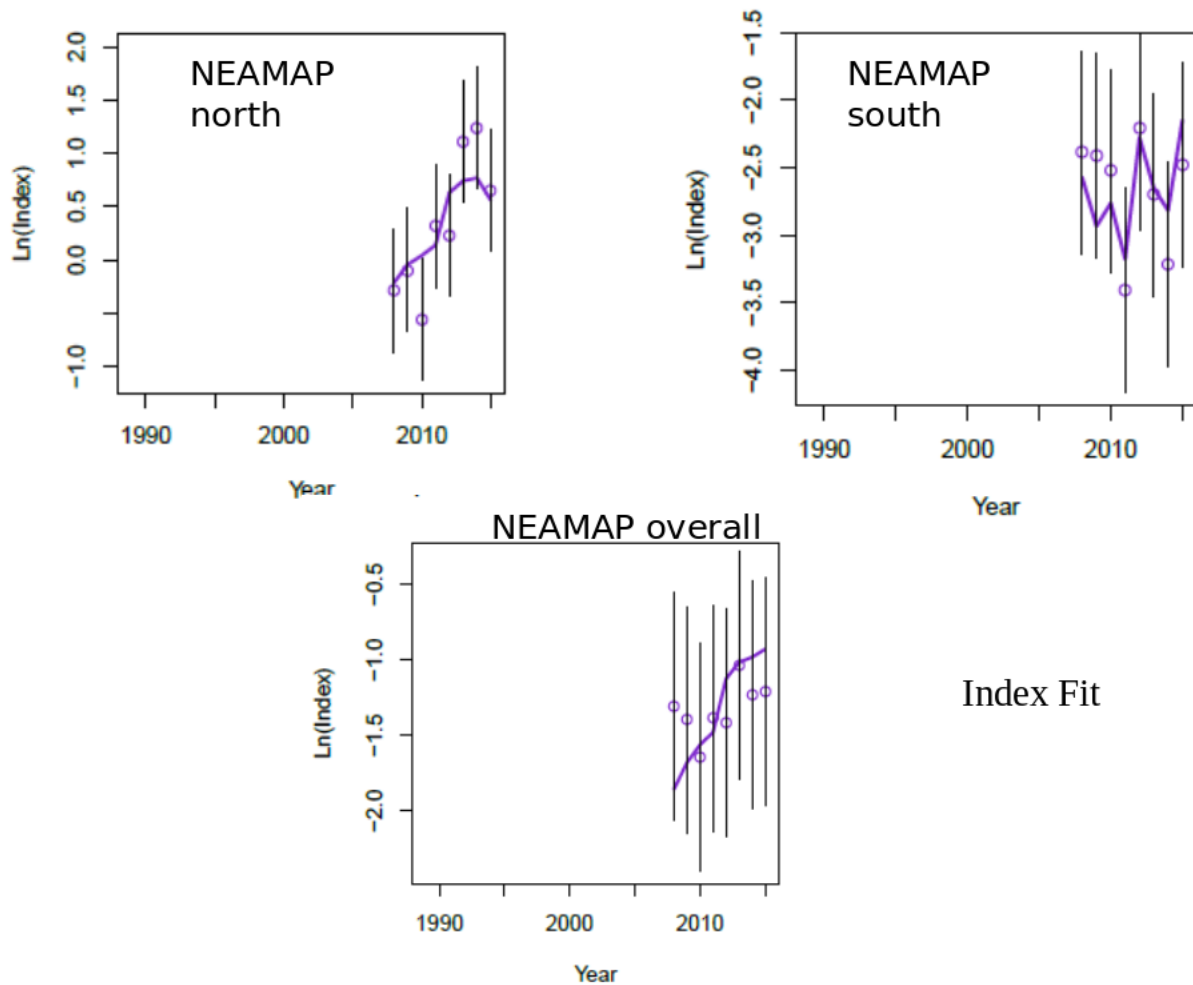 NEAMAP
north
2.0
1.5
1.0
0.5
0.0
−1.0
Ln(Index)
1990
2000
2010
Year
NEAMAP
south
−1.5
−2.0
−2.5
−3.0
−3.5
−4.0
Ln(Index)
1990
2000
2010
Year
NEAMAP overall
−0.5
−1.0
−1.5
−2.0
Ln(Index)
1990
2000
2010
Year
Index Fit